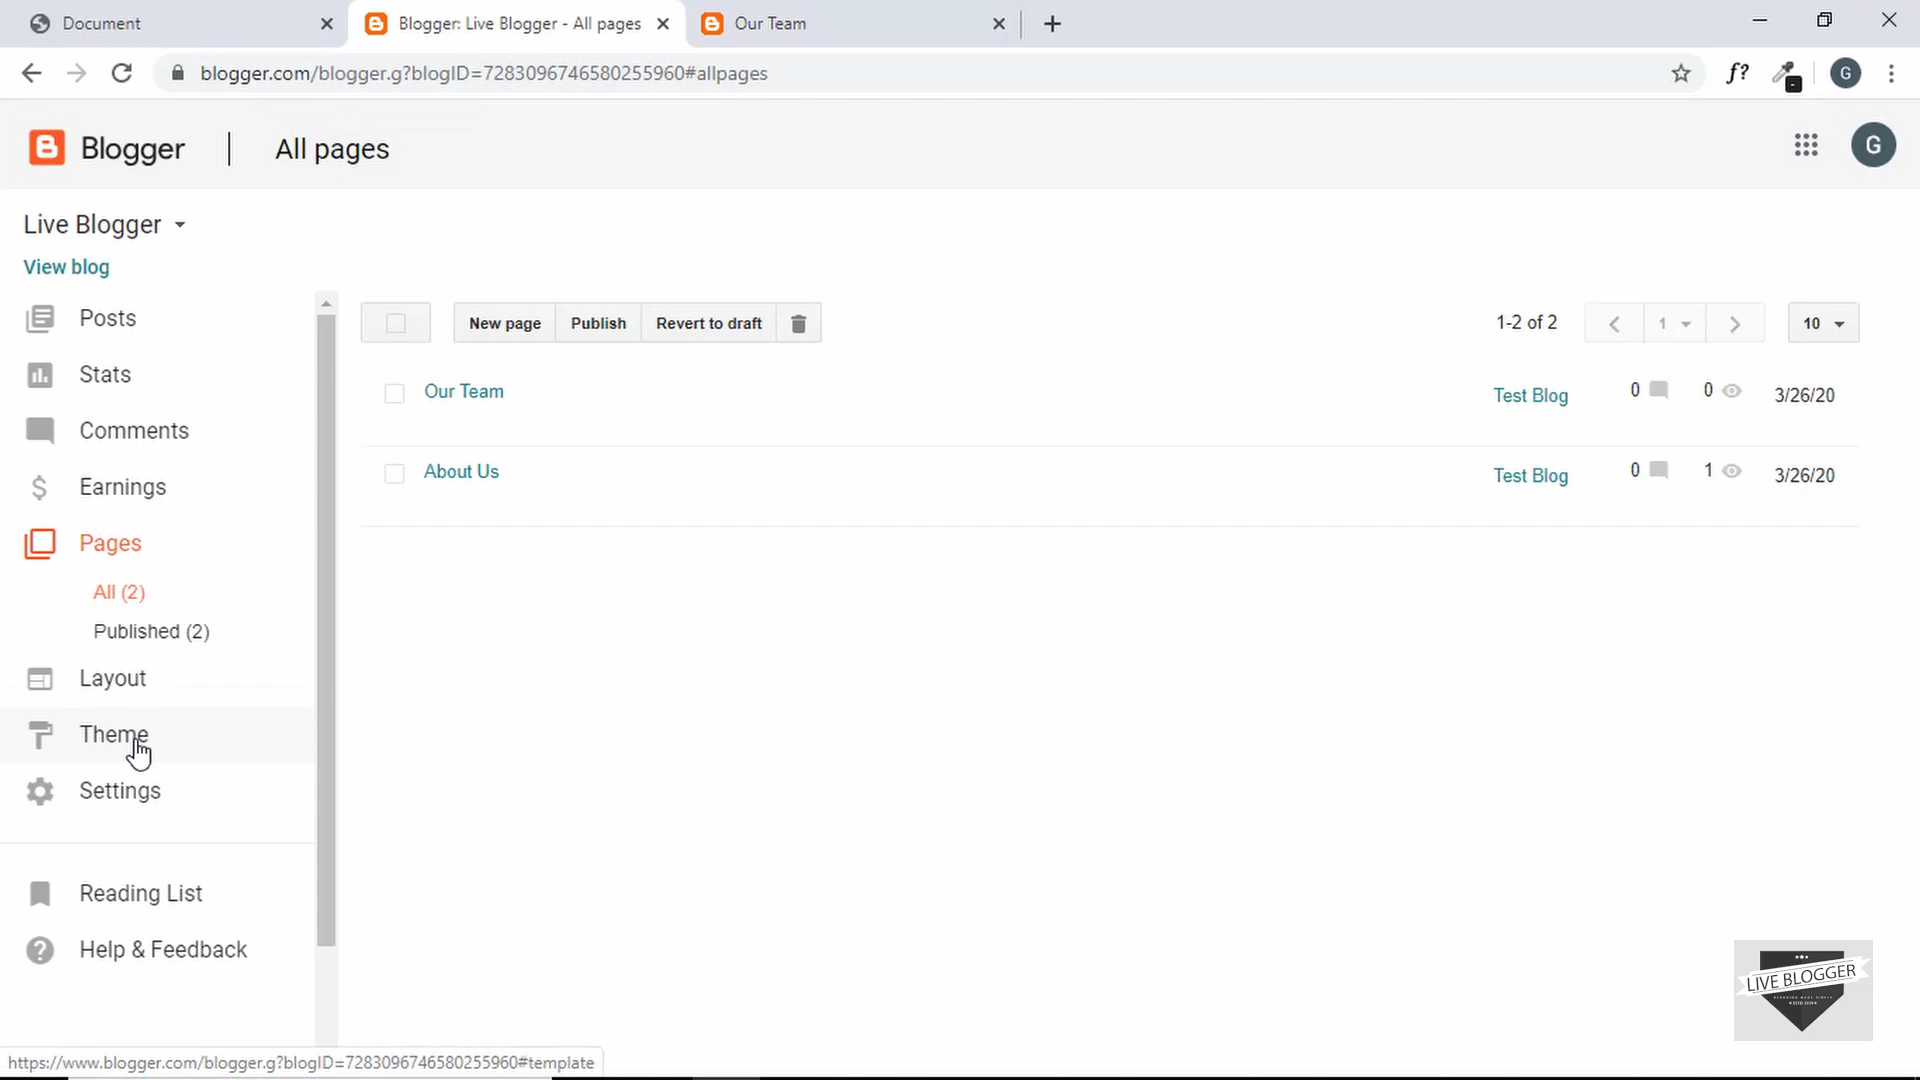 Document
Blogger: Live Blogger - All pages
Our Team
blogger.com/blogger.g?blogID=7283096746580255960#allpages
f?
G
Blogger
All pages
G
Live Blogger
View blog
Posts
Stats
Comments
Earnings
Pages
All (2)
Published (2)
Layout
Theme
Settings
Reading List
Help & Feedback
New page
Publish
Revert to draft
1-2 of 2
1
10
Our Team
Test Blog
0
0
3/26/20
About Us
Test Blog
0
1
3/26/20
LIVE BLOGGER
https://www.blogger.com/blogger.g?blogID=7283096746580255960#template